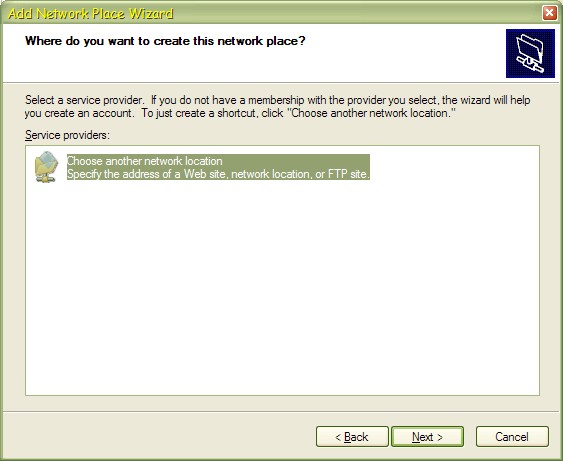 Add Network Place Wizard
Where do you want to create this network place?
Select a service provider.  If you do not have a membership with the provider you select, the wizard will help
you create an account.  To just create a shortcut, click "Choose another network location."
Service providers:
Choose another network location
Specify the address of a Web site, network location, or FTP site.
< Back
Next >
Cancel